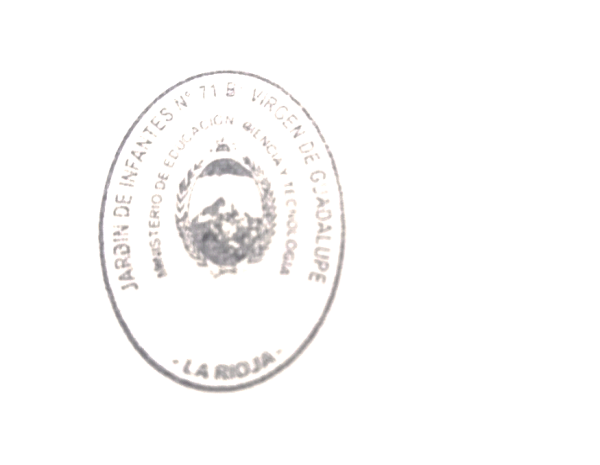 JARDIN DE INFANTES N° 71 B VIRGEN DE GUADALUPE
MINISTERIO DE EDUCACION CIENCIA Y TECNOLOGIA
- LA RIOJA -